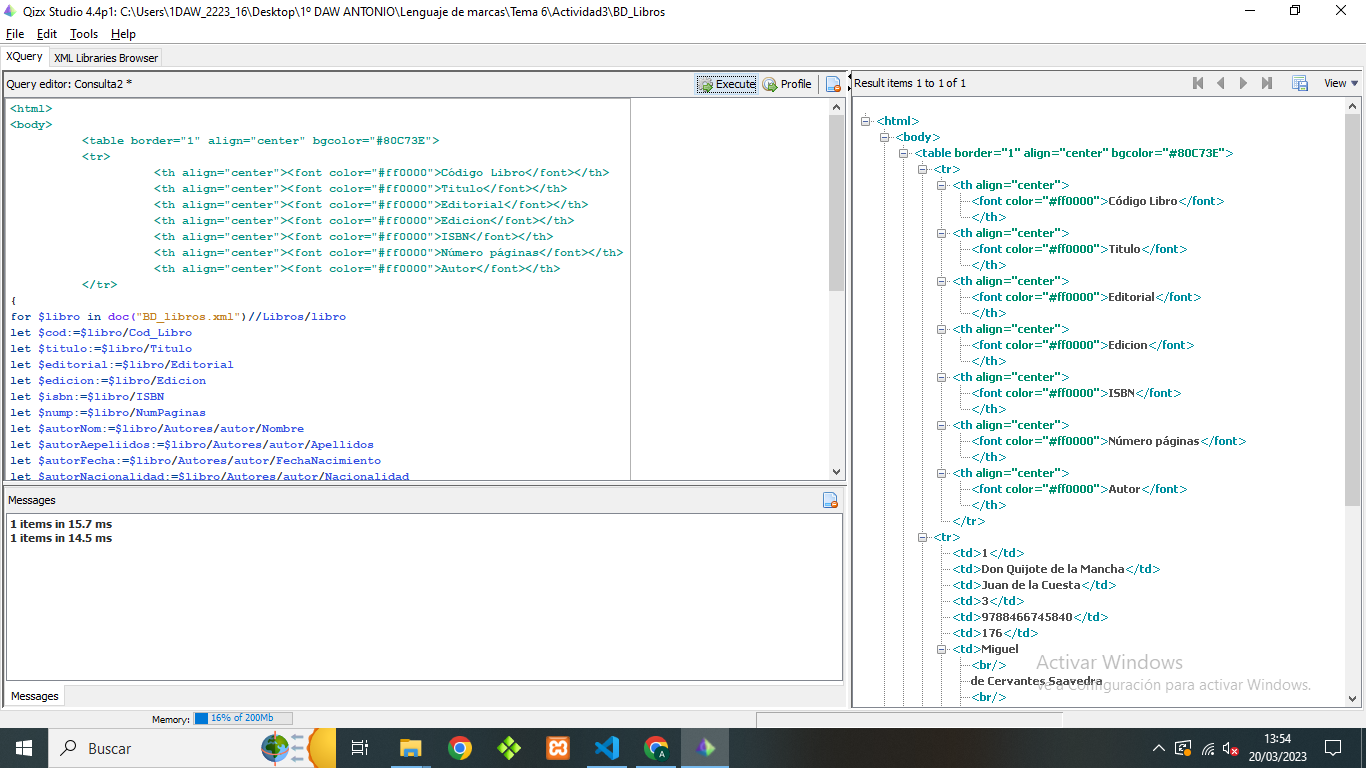 Qizx Studio 4.4p1: C:\Users\1DAW_2223_16\Desktop\1º DAW ANTONIO\Lenguaje de marcas\Tema 6\Actividad3\BD_Libros
File Edit Tools Help
XQuery XML Libraries Browser
Query editor: Consulta2 * Execute Profile
<html>
<body>
<table border="1" align="center" bgcolor="#80C73E">
<tr>
<th align="center"><font color="#ff0000">Código Libro</font></th>
<th align="center"><font color="#ff0000">Titulo</font></th>
<th align="center"><font color="#ff0000">Editorial</font></th>
<th align="center"><font color="#ff0000">Edicion</font></th>
<th align="center"><font color="#ff0000">ISBN</font></th>
<th align="center"><font color="#ff0000">Número páginas</font></th>
<th align="center"><font color="#ff0000">Autor</font></th>
</tr>
{
for $libro in doc("BD_libros.xml")//Libros/libro
let $cod:=$libro/Cod_Libro
let $titulo:=$libro/Titulo
let $editorial:=$libro/Editorial
let $edicion:=$libro/Edicion
let $isbn:=$libro/ISBN
let $nump:=$libro/NumPaginas
let $autorNom:=$libro/Autores/autor/Nombre
let $autorAepeliidos:=$libro/Autores/autor/Apellidos
let $autorFecha:=$libro/Autores/autor/FechaNacimiento
let $autorNacionalidad:=$libro/Autores/autor/Nacionalidad
Messages
1 items in 15.7 ms
1 items in 14.5 ms
Messages
Memory: 16% of 200Mb
Result items 1 to 1 of 1 View
<html>
<body>
<table border="1" align="center" bgcolor="#80C73E">
<tr>
<th align="center">
<font color="#ff0000">Código Libro</font>
</th>
<th align="center">
<font color="#ff0000">Titulo</font>
</th>
<th align="center">
<font color="#ff0000">Editorial</font>
</th>
<th align="center">
<font color="#ff0000">Edicion</font>
</th>
<th align="center">
<font color="#ff0000">ISBN</font>
</th>
<th align="center">
<font color="#ff0000">Número páginas</font>
</th>
<th align="center">
<font color="#ff0000">Autor</font>
</th>
</tr>
<tr>
<td>1</td>
<td>Don Quijote de la Mancha</td>
<td>Juan de la Cuesta</td>
<td>3</td>
<td>9788466745840</td>
<td>176</td>
<td>Miguel
<br/>
de Cervantes Saavedra
<br/>
Activar Windows
Ve a Configuración para activar Windows.
Buscar
A
13:54
20/03/2023